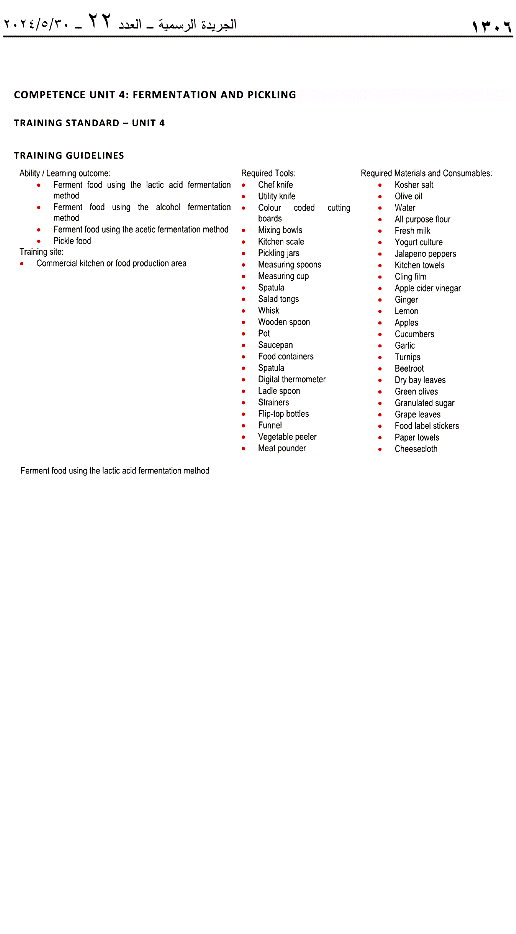 ١٣٠٦
الجريدة الرسمية ــ العدد ٢٢ ــ ٢٠٢٤/٥/٣٠
COMPETENCE UNIT 4: FERMENTATION AND PICKLING
TRAINING STANDARD – UNIT 4
TRAINING GUIDELINES
Ability / Learning outcome:
• Ferment food using the lactic acid fermentation
method
• Ferment food using the alcohol fermentation
method
• Ferment food using the acetic fermentation method
• Pickle food
Training site:
• Commercial kitchen or food production area
Required Tools:
• Chef knife
• Utility knife
• Colour coded cutting
boards
• Mixing bowls
• Kitchen scale
• Pickling jars
• Measuring spoons
• Measuring cup
• Spatula
• Salad tongs
• Whisk
• Wooden spoon
• Pot
• Saucepan
• Food containers
• Spatula
• Digital thermometer
• Ladle spoon
• Strainers
• Flip-top bottles
• Funnel
• Vegetable peeler
• Meat pounder
Required Materials and Consumables:
• Kosher salt
• Olive oil
• Water
• All purpose flour
• Fresh milk
• Yogurt culture
• Jalapeno peppers
• Kitchen towels
• Cling film
• Apple cider vinegar
• Ginger
• Lemon
• Apples
• Cucumbers
• Garlic
• Turnips
• Beetroot
• Dry bay leaves
• Green olives
• Granulated sugar
• Grape leaves
• Food label stickers
• Paper towels
• Cheesecloth
Ferment food using the lactic acid fermentation method